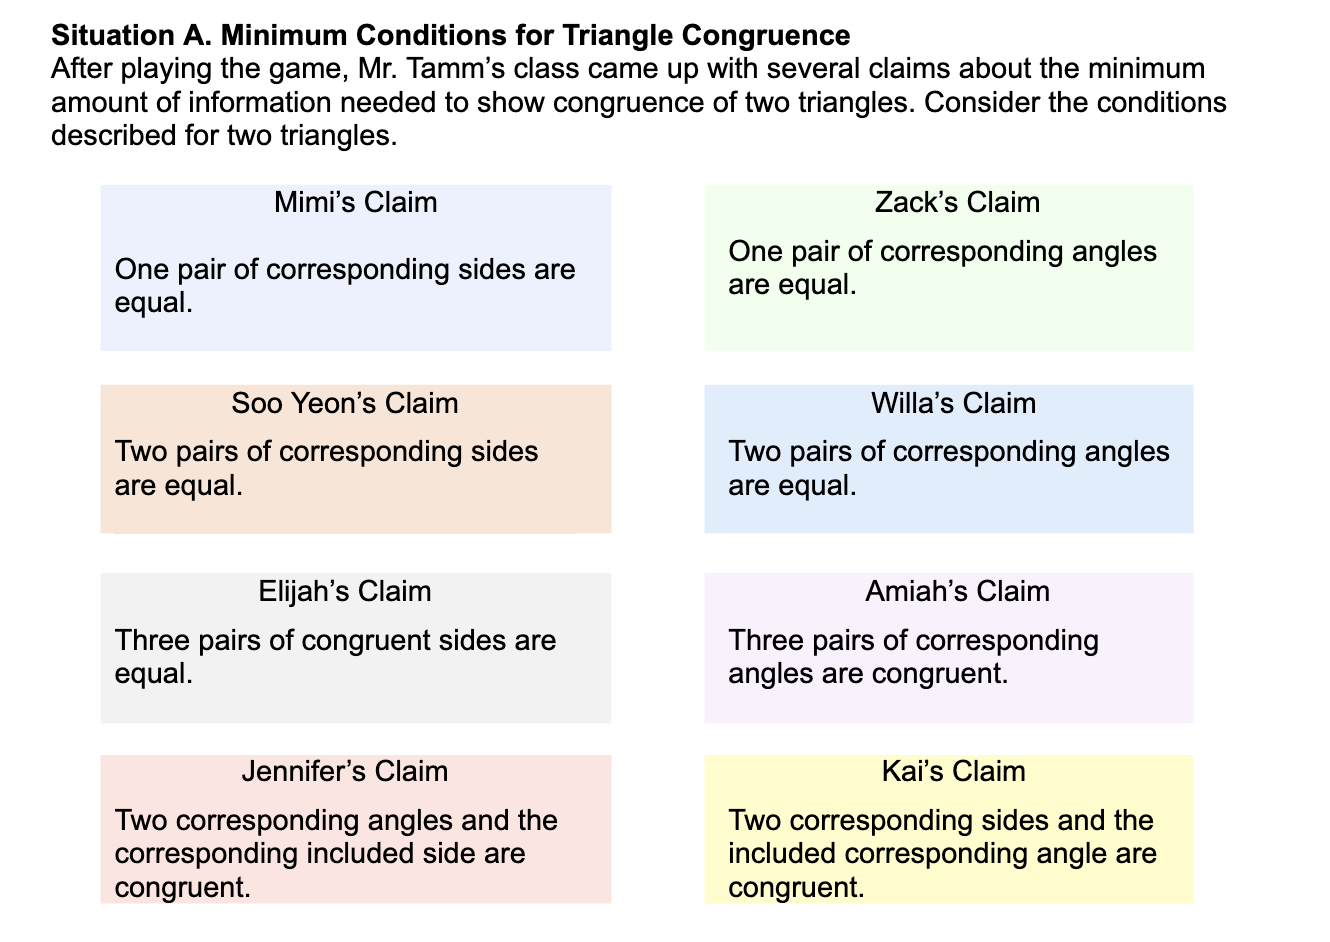 Situation A. Minimum Conditions for Triangle Congruence
After playing the game, Mr. Tamm’s class came up with several claims about the minimum
amount of information needed to show congruence of two triangles. Consider the conditions
described for two triangles.
Mimi’s Claim
One pair of corresponding sides are
equal.
Zack’s Claim
One pair of corresponding angles
are equal.
Soo Yeon’s Claim
Two pairs of corresponding sides
are equal.
Willa’s Claim
Two pairs of corresponding angles
are equal.
Elijah’s Claim
Three pairs of congruent sides are
equal.
Amiah’s Claim
Three pairs of corresponding
angles are congruent.
Jennifer’s Claim
Two corresponding angles and the
corresponding included side are
congruent.
Kai’s Claim
Two corresponding sides and the
included corresponding angle are
congruent.